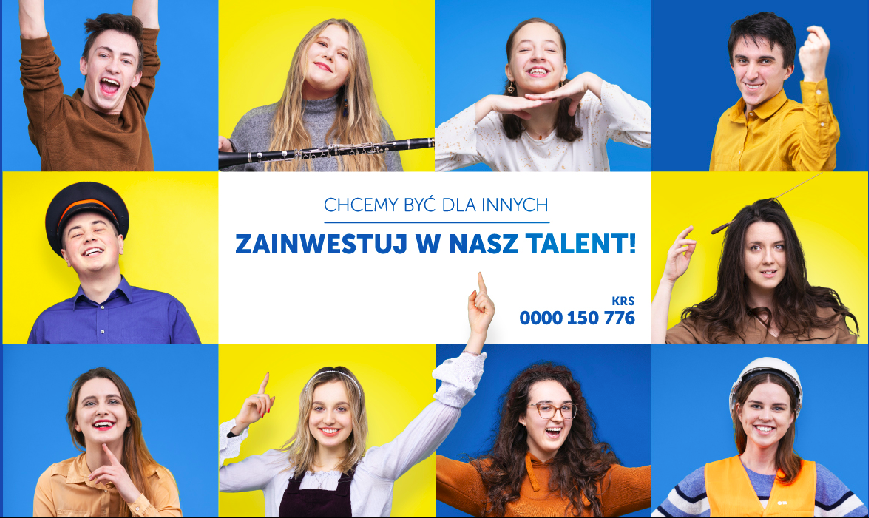 CHCEMY BYĆ DLA INNYCH
ZAINWESTUJ W NASZ TALENT!
KRS
0000 150 776